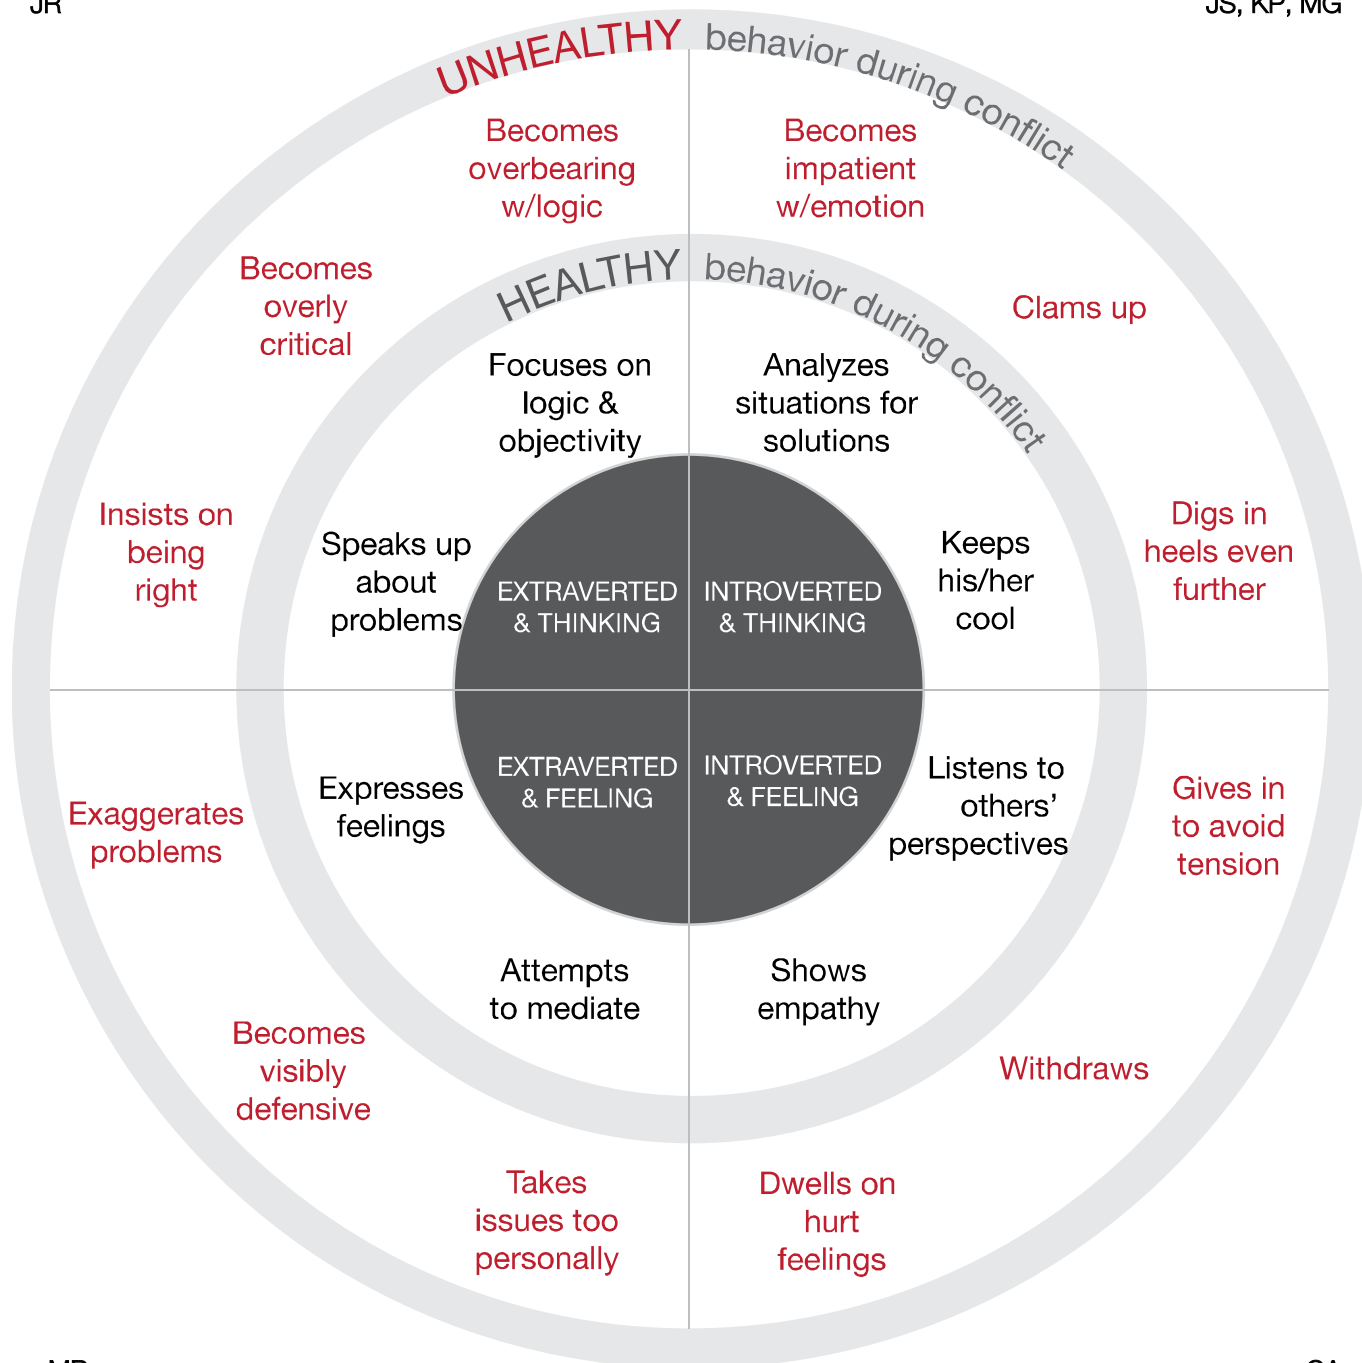 JR
JS, KP, MG
UNHEALTHY behavior during conflict
Becomes
overbearing
w/logic
Becomes
impatient
w/emotion
Becomes
overly
critical
Clams up
Insists on
being
right
Digs in
heels even
further
HEALTHY behavior during conflict
Focuses on
logic &
objectivity
Analyzes
situations for
solutions
Speaks up
about
problems
Keeps
his/her
cool
EXTRAVERTED
& THINKING
INTROVERTED
& THINKING
EXTRAVERTED
& FEELING
INTROVERTED
& FEELING
Expresses
feelings
Listens to
others’
perspectives
Attempts
to mediate
Shows
empathy
Exaggerates
problems
Gives in
to avoid
tension
Becomes
visibly
defensive
Withdraws
Takes
issues too
personally
Dwells on
hurt
feelings